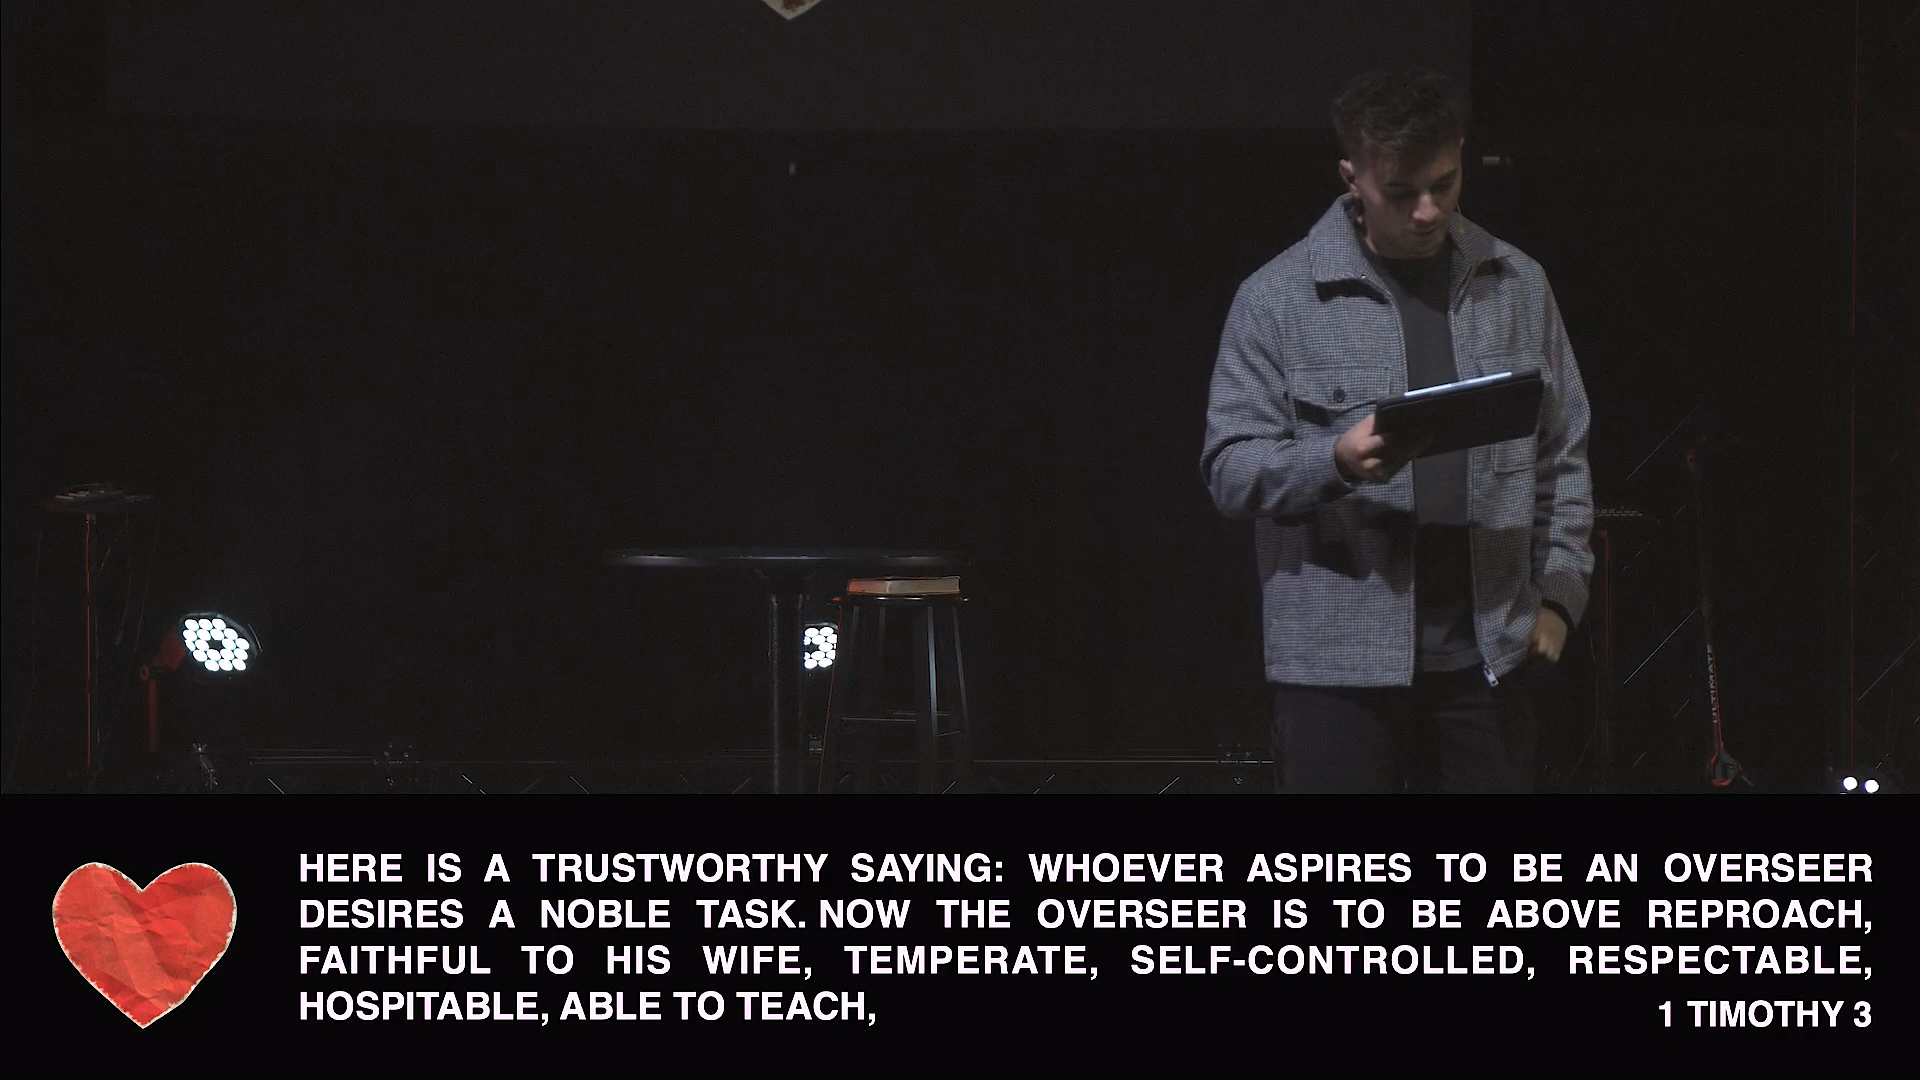 HERE IS A TRUSTWORTHY SAYING: WHOEVER ASPIRES TO BE AN OVERSEER
DESIRES A NOBLE TASK. NOW THE OVERSEER IS TO BE ABOVE REPROACH,
FAITHFUL TO HIS WIFE, TEMPERATE, SELF-CONTROLLED, RESPECTABLE,
HOSPITABLE, ABLE TO TEACH,
1 TIMOTHY 3
ULTIMATE